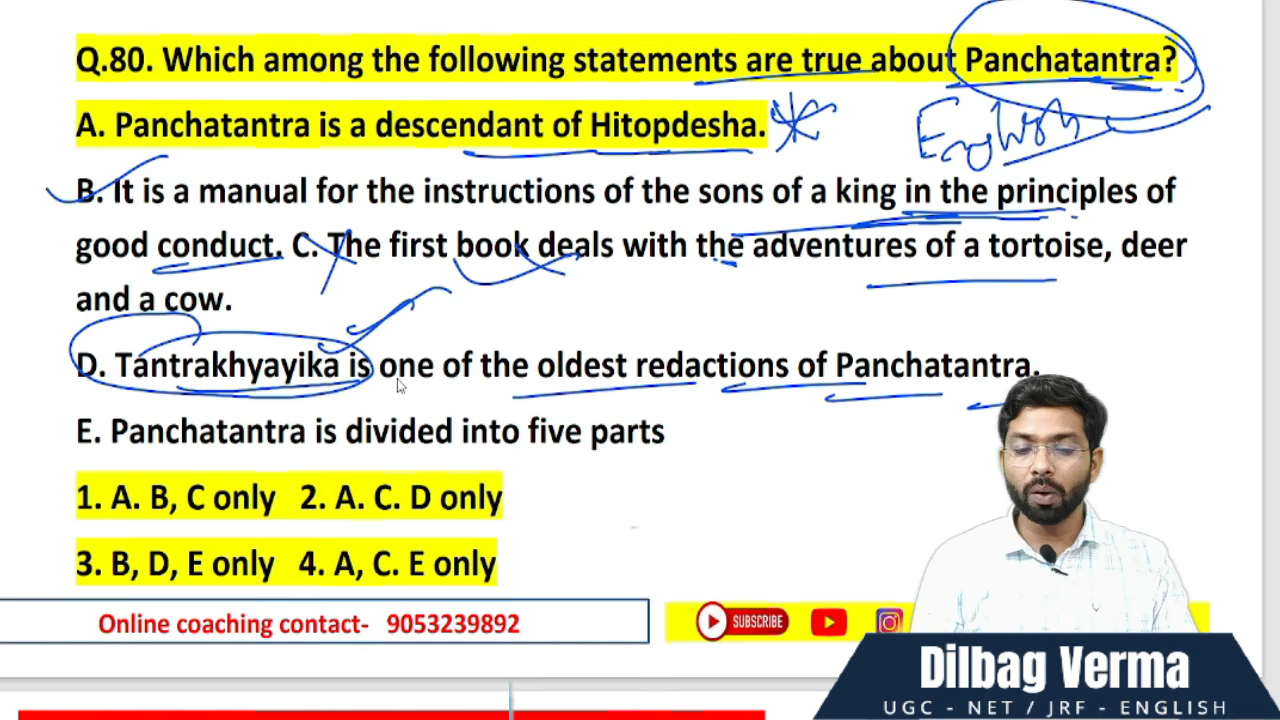 Q.80. Which among the following statements are true about Panchatantra?
A. Panchatantra is a descendant of Hitopdesha.
English
B. It is a manual for the instructions of the sons of a king in the principles of
good conduct. C. The first book deals with the adventures of a tortoise, deer
and a cow.
D. Tantrakhyayika is one of the oldest redactions of Panchatantra.
E. Panchatantra is divided into five parts
1. A. B, C only 2. A. C. D only
3. B, D, E only 4. A, C. E only
Online coaching contact- 9053239892
SUBSCRIBE
Dilbag Verma
UGC - NET / JRF - ENGLISH